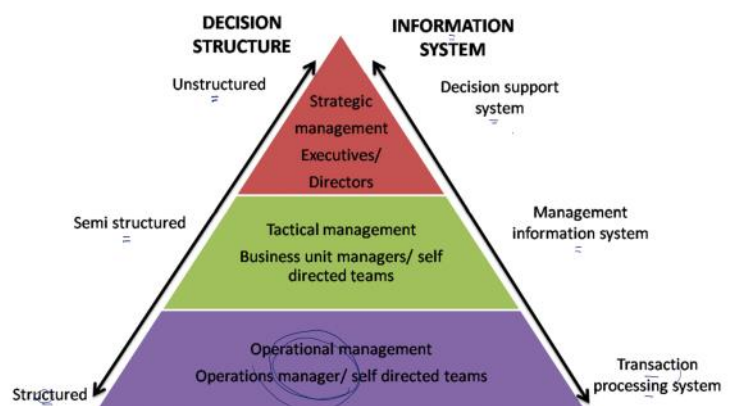 DECISION
STRUCTURE
INFORMATION
SYSTEM
Unstructured
Decision support
system
Strategic
management
Executives/
Directors
Semi structured
Management
information system
Tactical management
Business unit managers/ self
directed teams
Operational management
Operations manager/ self directed teams
Structured
Transaction
processing system